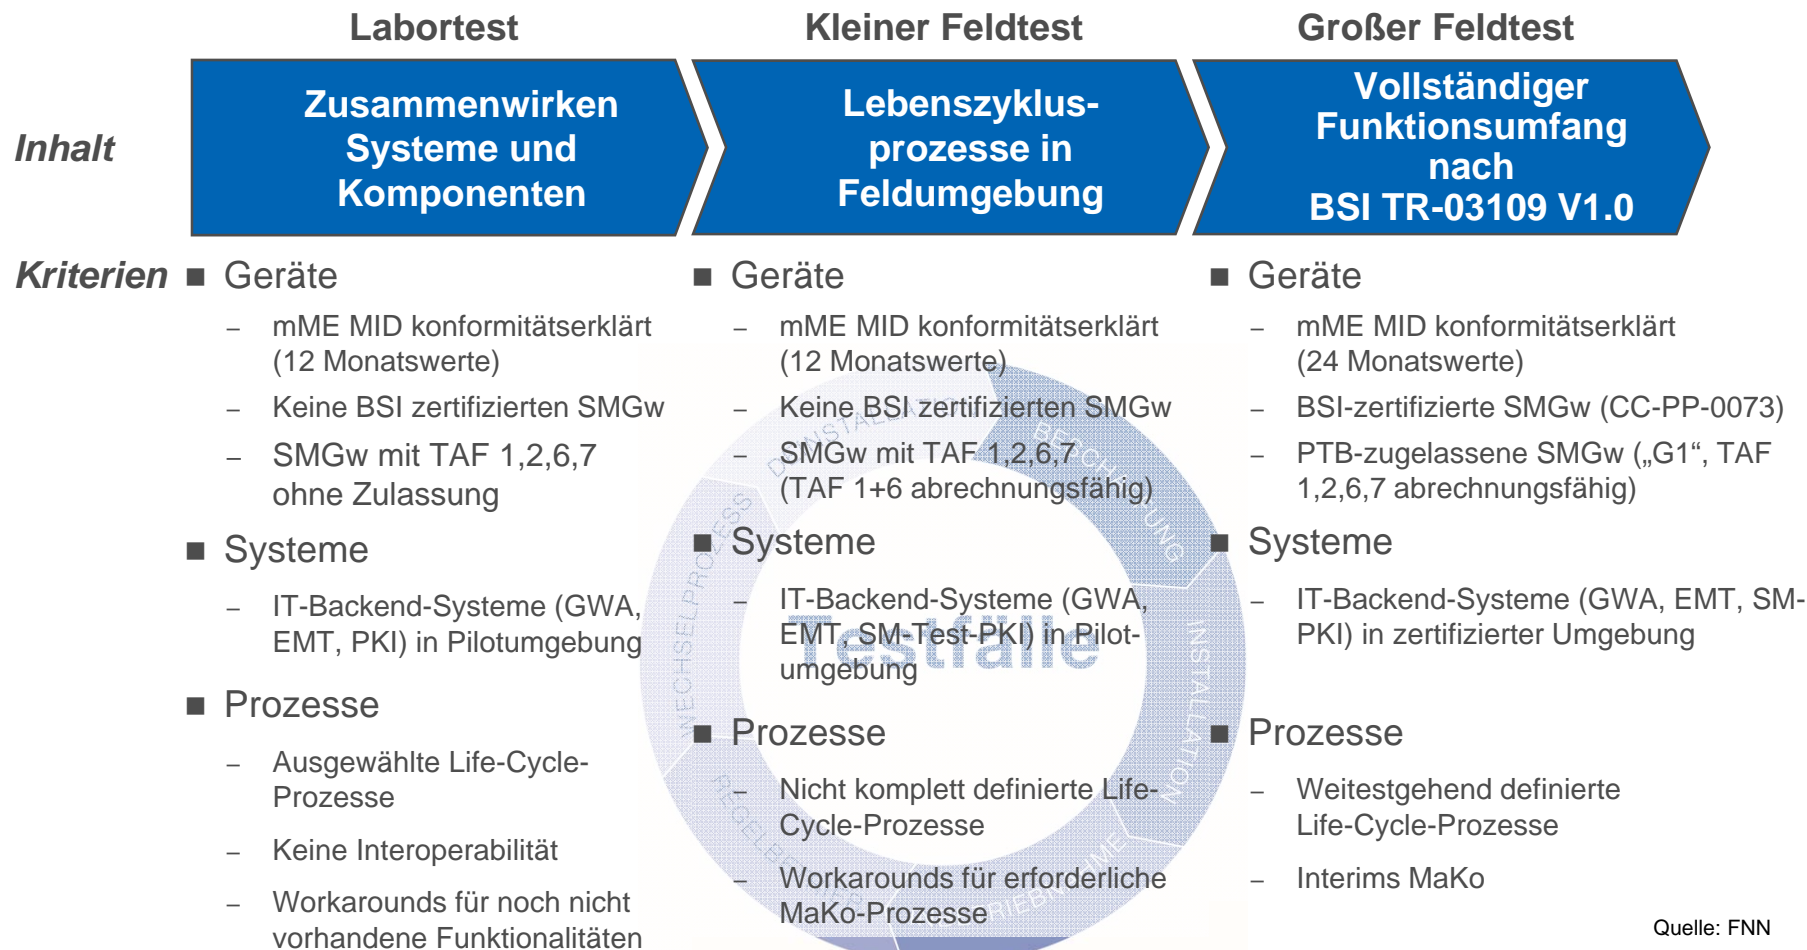 Labortest
Kleiner Feldtest
Großer Feldtest
Inhalt
Zusammenwirken
Systeme und
Komponenten
Lebenszyklus-
prozesse in
Feldumgebung
Vollständiger
Funktionsumfang
nach
BSI TR-03109 V1.0
Kriterien
■ Geräte
– mME MID konformitätserklärt
(12 Monatswerte)
– Keine BSI zertifizierten SMGw
– SMGw mit TAF 1,2,6,7
ohne Zulassung
■ Systeme
– IT-Backend-Systeme (GWA,
EMT, PKI) in Pilotumgebung
■ Prozesse
– Ausgewählte Life-Cycle-
Prozesse
– Keine Interoperabilität
– Workarounds für noch nicht
vorhandene Funktionalitäten
■ Geräte
– mME MID konformitätserklärt
(12 Monatswerte)
– Keine BSI zertifizierten SMGw
– SMGw mit TAF 1,2,6,7
(TAF 1+6 abrechnungsfähig)
■ Systeme
– IT-Backend-Systeme (GWA,
EMT, SM-Test-PKI) in Pilot-
umgebung
■ Prozesse
– Nicht komplett definierte Life-
Cycle-Prozesse
– Workarounds für erforderliche
MaKo-Prozesse
■ Geräte
– mME MID konformitätserklärt
(24 Monatswerte)
– BSI-zertifizierte SMGw (CC-PP-0073)
– PTB-zugelassene SMGw („G1“, TAF
1,2,6,7 abrechnungsfähig)
■ Systeme
– IT-Backend-Systeme (GWA, EMT, SM-
PKI) in zertifizierter Umgebung
■ Prozesse
– Weitestgehend definierte
Life-Cycle-Prozesse
– Interims MaKo
Testfälle
BESCHAFFUNG
INSTALLATION
WECHSELPROZESS
DEINSTALLATION
Quelle: FNN